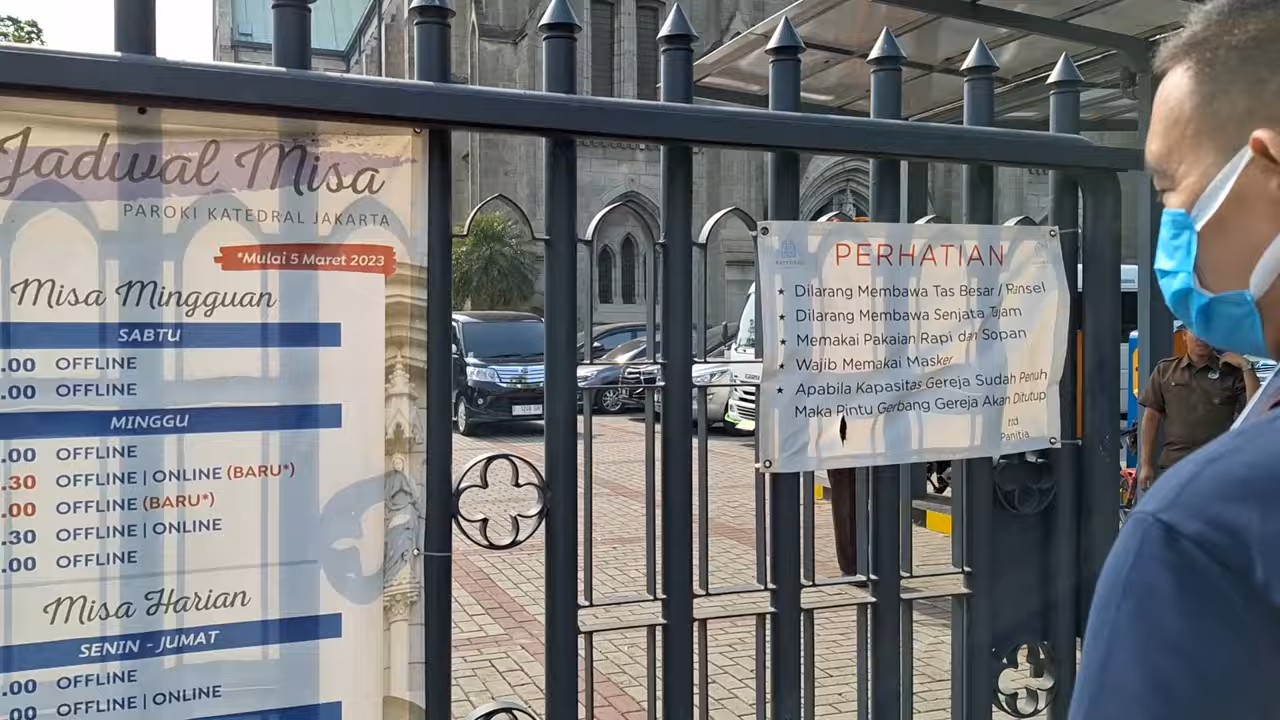 Jadwal Misa
PAROKI KATEDRAL JAKARTA
*Mulai 5 Maret 2023
Misa Mingguan
SABTU
.00 OFFLINE
.00 OFFLINE
MINGGU
.00 OFFLINE
.30 OFFLINE | ONLINE (BARU*)
.00 OFFLINE (BARU*)
.30 OFFLINE | ONLINE
.00 OFFLINE
Misa Harian
SENIN - JUMAT
.00 OFFLINE
.00 OFFLINE | ONLINE
PERHATIAN
★ Dilarang Membawa Tas Besar / Ransel
★ Dilarang Membawa Senjata Tajam
★ Memakai Pakaian Rapi dan Sopan
★ Wajib Memakai Masker
★ Apabila Kapasitas Gereja Sudah Penuh
Maka Pintu Gerbang Gereja Akan Ditutup
ttd
Panitia